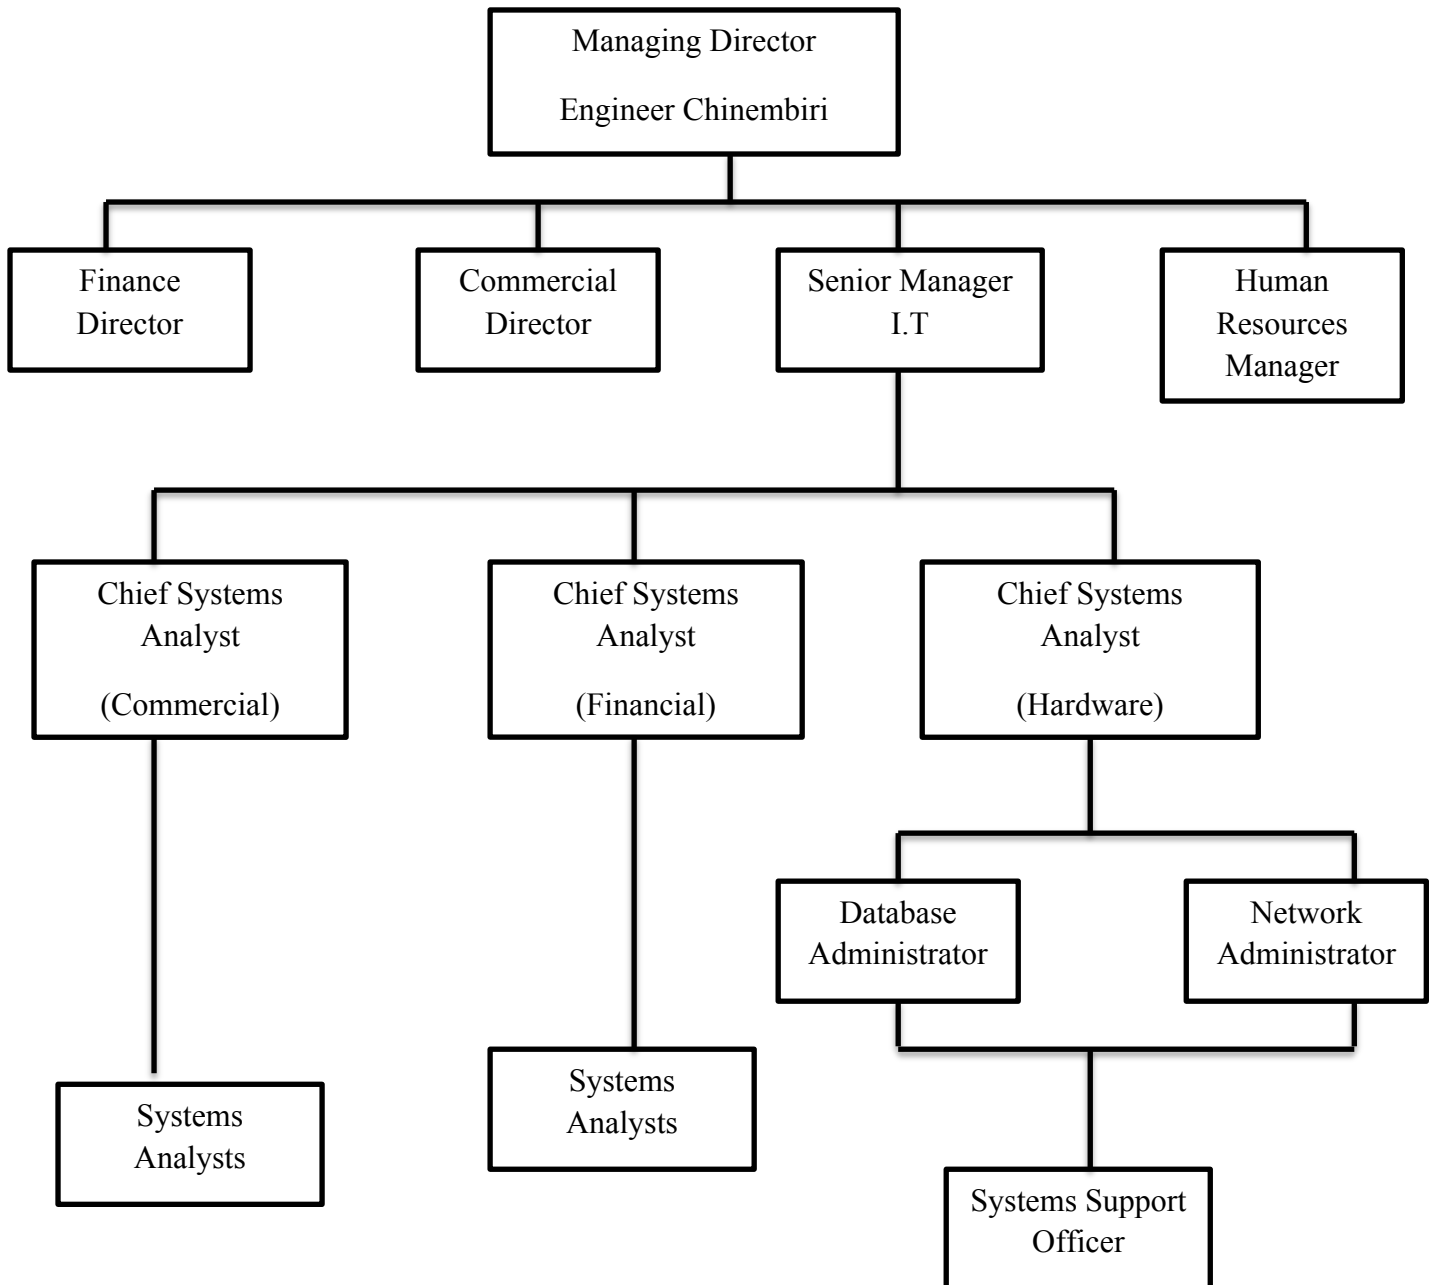 Managing Director
Engineer Chinembiri
Finance
Director
Commercial
Director
Senior Manager
I.T
Human
Resources
Manager
Chief Systems
Analyst
(Commercial)
Chief Systems
Analyst
(Financial)
Chief Systems
Analyst
(Hardware)
Database
Administrator
Network
Administrator
Systems
Analysts
Systems
Analysts
Systems Support
Officer